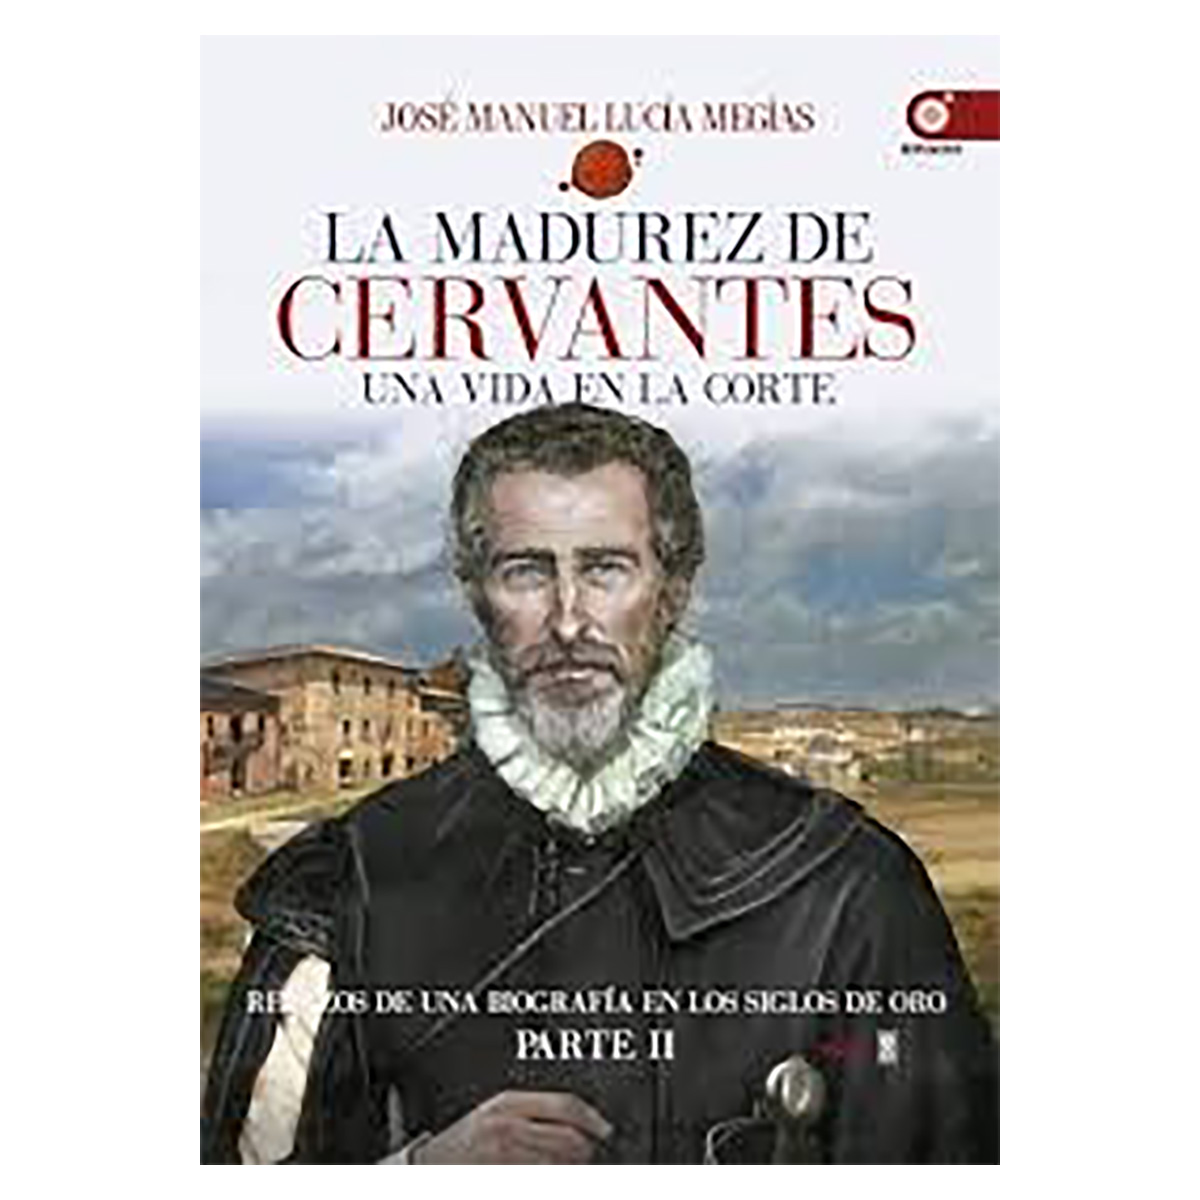 JOSÉ MANUEL LUCÍA MEGÍAS
LA MADUREZ DE
CERVANTES
UNA VIDA EN LA CORTE
RETAZOS DE UNA BIOGRAFÍA EN LOS SIGLOS DE ORO
PARTE II